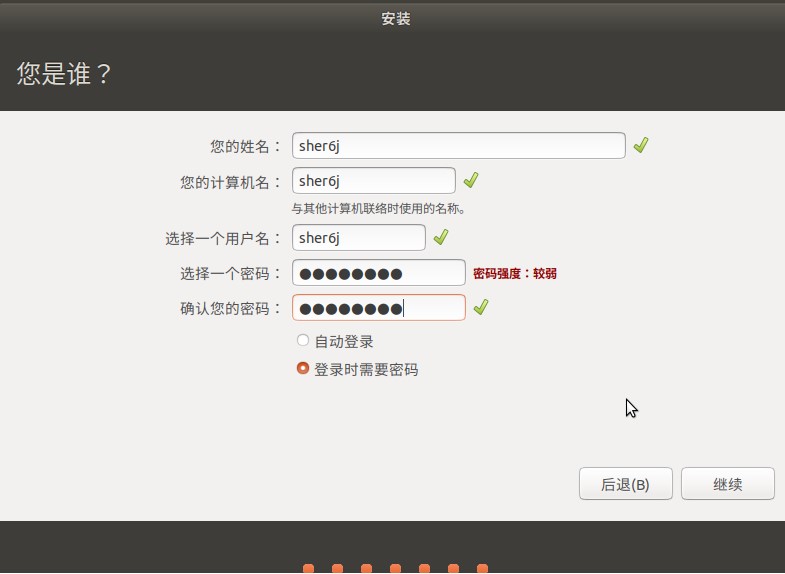 安装
您是谁？
您的姓名： sher6j
您的计算机名： sher6j
与其他计算机联络时使用的名称。
选择一个用户名： sher6j
选择一个密码： ●●●●●●●● 密码强度：较弱
确认您的密码： ●●●●●●●●
自动登录
登录时需要密码
后退(B) 继续